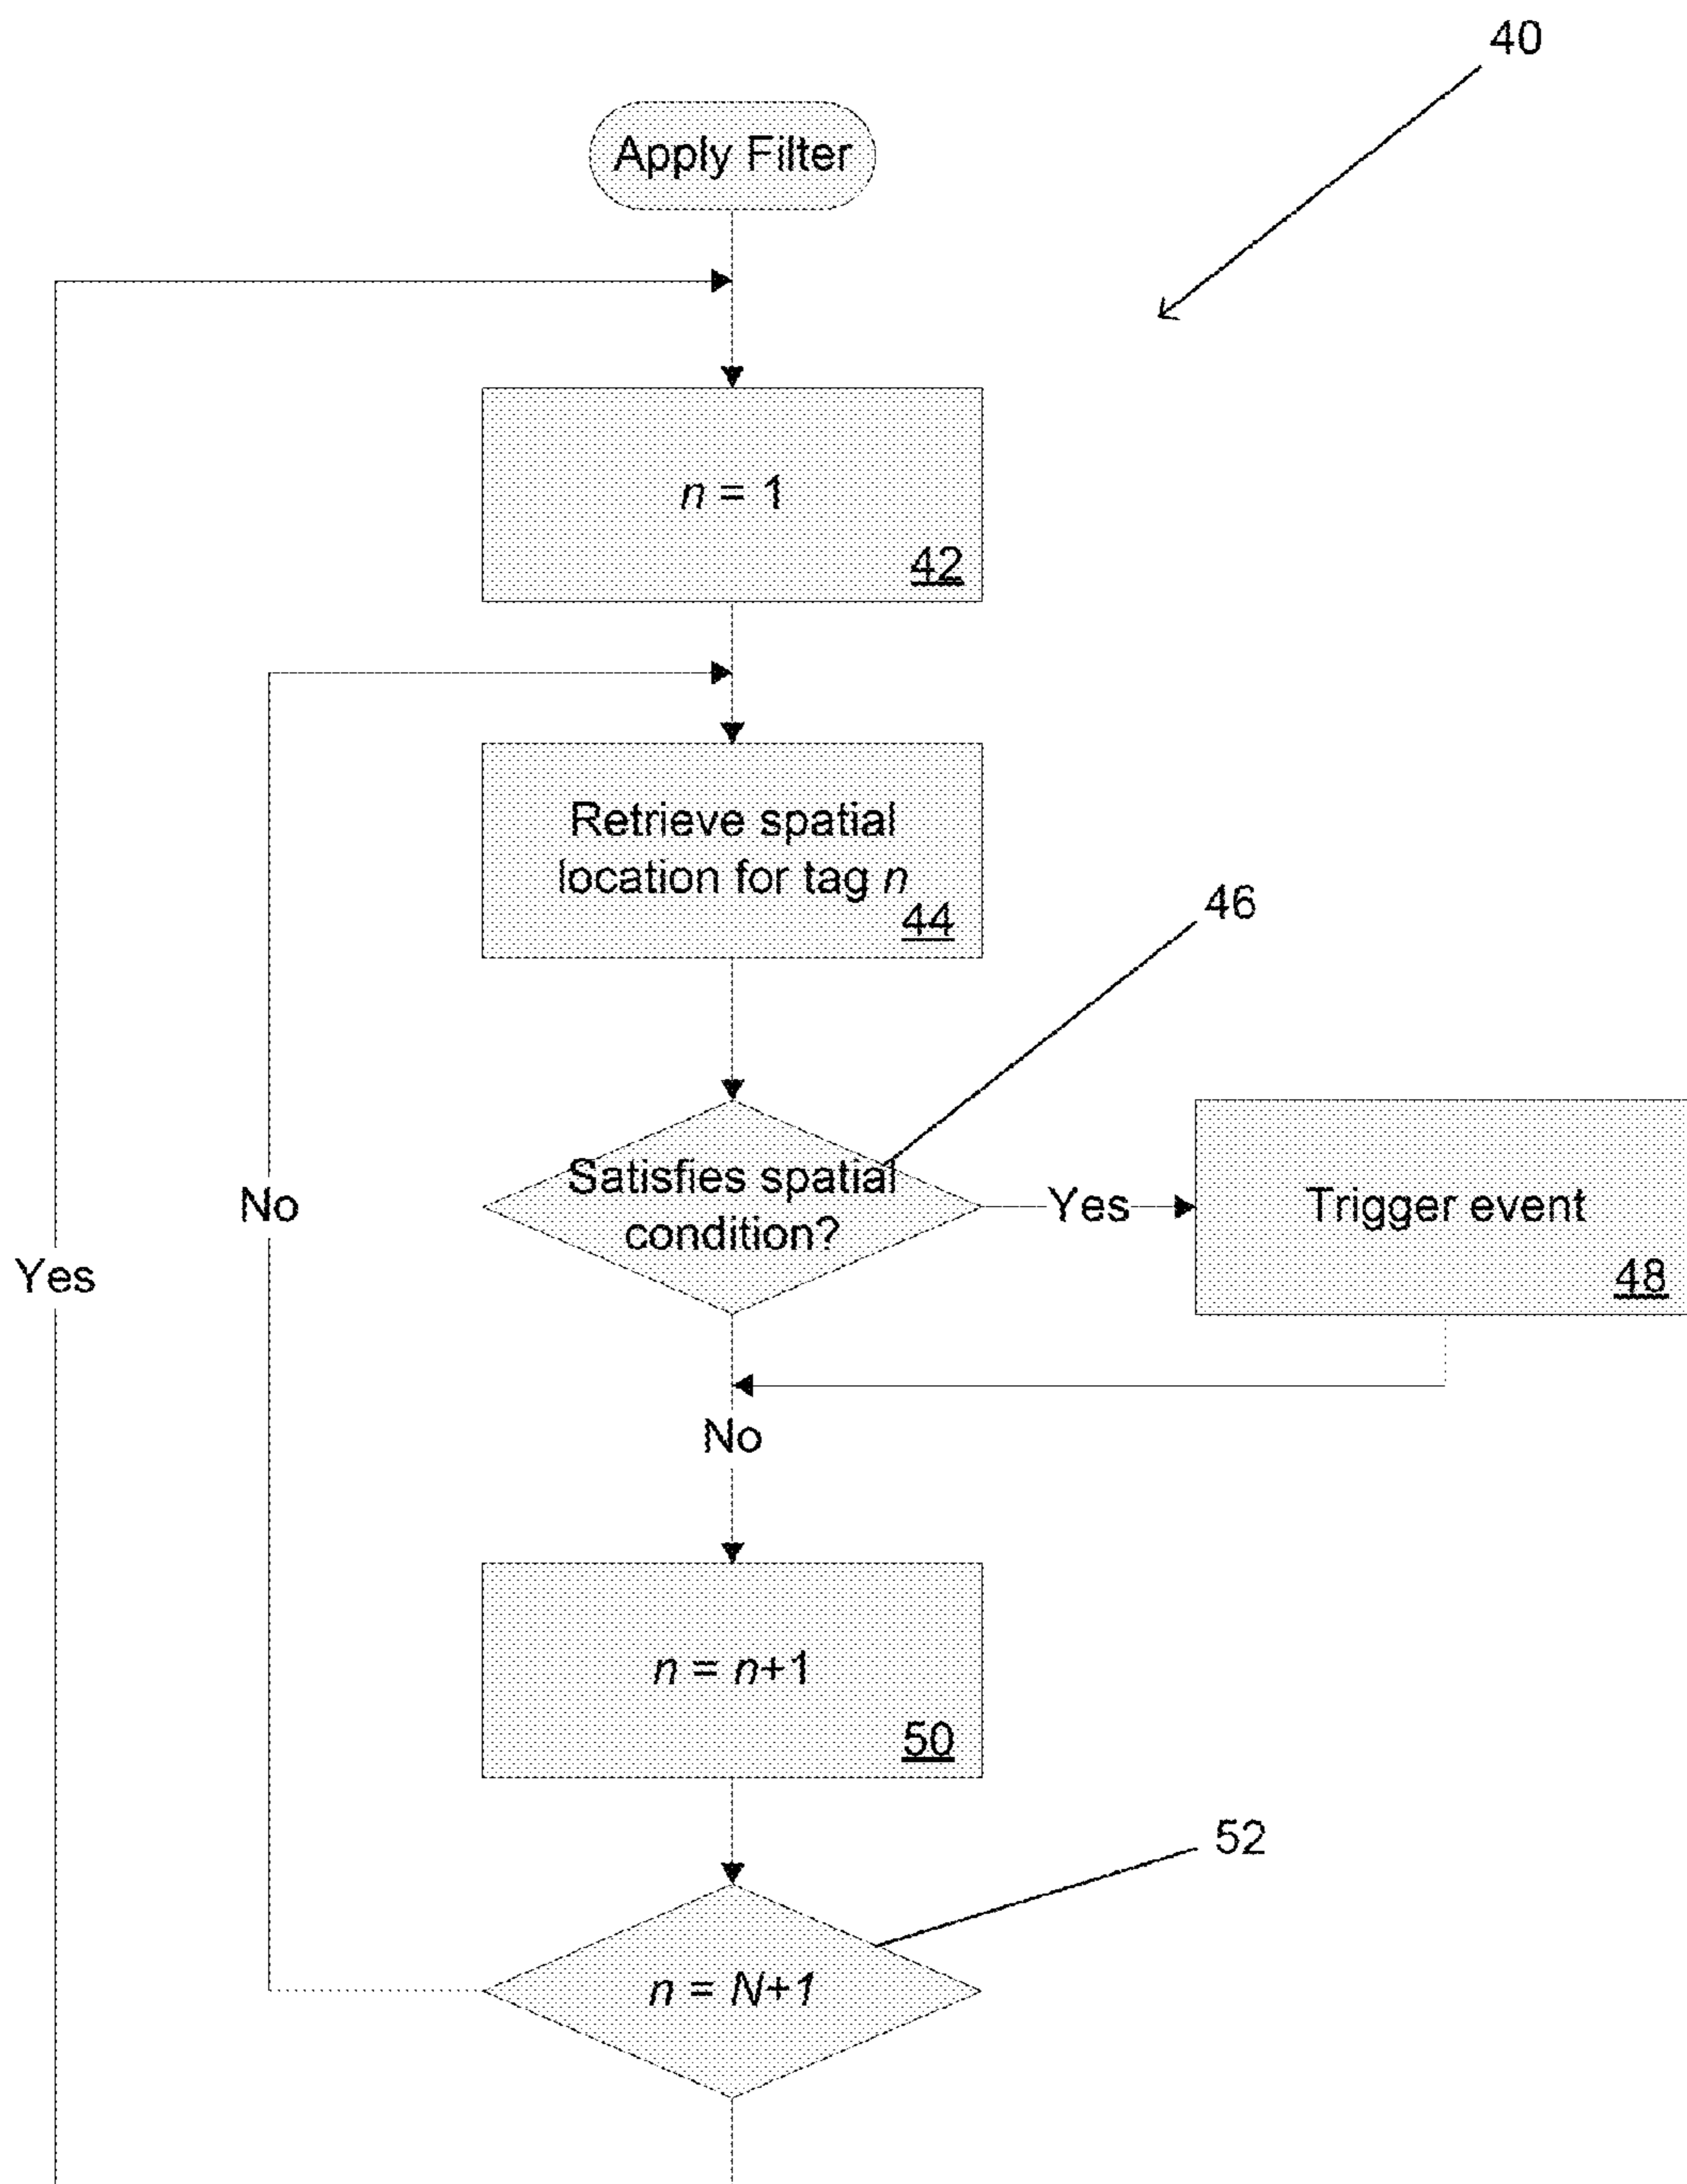 40
Apply Filter
n = 1
42
Retrieve spatial
location for tag n
44
46
Satisfies spatial
condition?
Yes
Trigger event
48
No
Yes
No
n = n+1
50
52
n = N+1